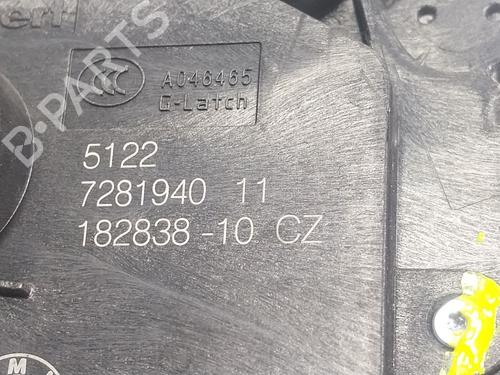 A046465
G-Latch
5122
7281940 11
182838-10 CZ
B-PARTS
M